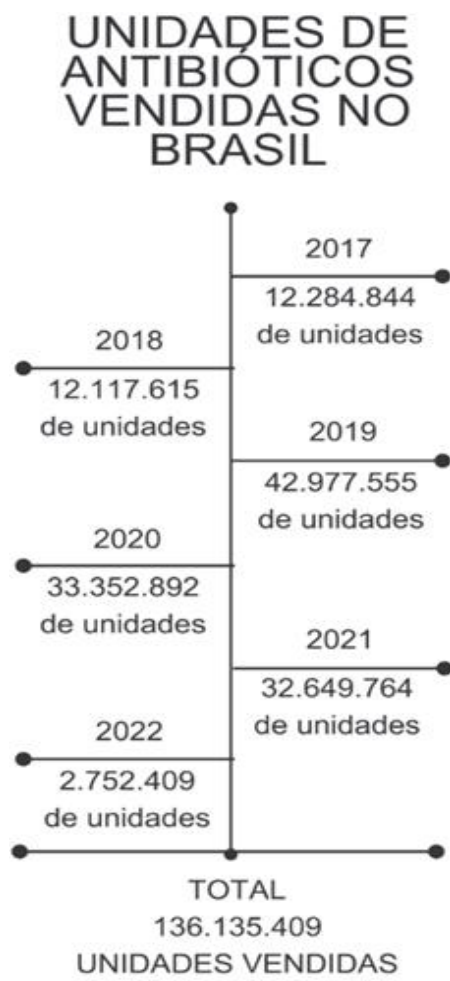 UNIDADES DE
ANTIBIÓTICOS
VENDIDAS NO
BRASIL
2017
12.284.844
de unidades
2018
12.117.615
de unidades
2019
42.977.555
de unidades
2020
33.352.892
de unidades
2021
32.649.764
de unidades
2022
2.752.409
de unidades
TOTAL
136.135.409
UNIDADES VENDIDAS